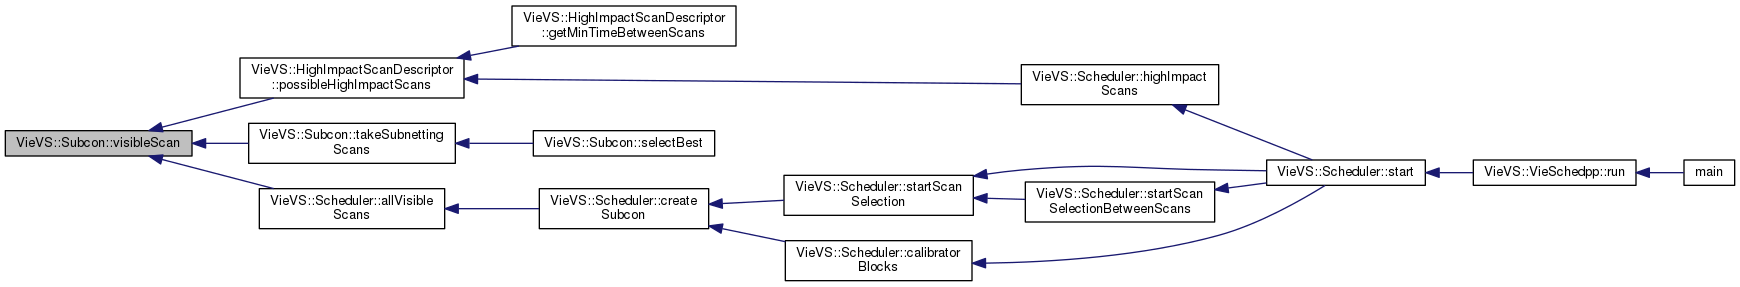 VieVS::HighImpactScanDescriptor
::getMinTimeBetweenScans
VieVS::HighImpactScanDescriptor
::possibleHighImpactScans
VieVS::Scheduler::highImpact
Scans
VieVS::Subcon::visibleScan
VieVS::Subcon::takeSubnetting
Scans
VieVS::Subcon::selectBest
VieVS::Scheduler::start
VieVS::VieSchedpp::run
main
VieVS::Scheduler::allVisible
Scans
VieVS::Scheduler::create
Subcon
VieVS::Scheduler::startScan
Selection
VieVS::Scheduler::startScan
SelectionBetweenScans
VieVS::Scheduler::calibrator
Blocks